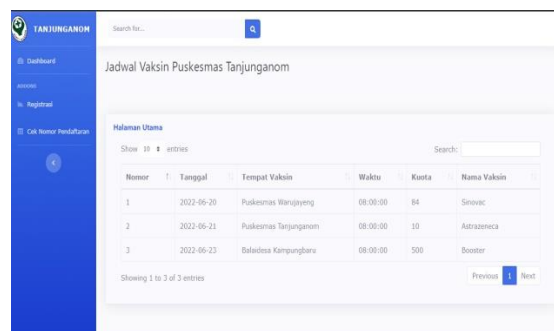 TANJUNGANOM
Search for...
Dashboard
Jadwal Vaksin Puskesmas Tanjunganom
Registrasi
Cek Nomor Pendaftaran
Halaman Utama
Show 10 entries
Search:
Nomor Tanggal Tempat Vaksin Waktu Kuota Nama Vaksin
1 2022-06-20 Puskesmas Warujayeng 08:00:00 84 Sinovac
2 2022-06-21 Puskesmas Tanjunganom 08:00:00 10 Astrazeneca
3 2022-06-23 Balaidesa Kampungbaru 08:00:00 500 Booster
Showing 1 to 3 of 3 entries
Previous 1 Next